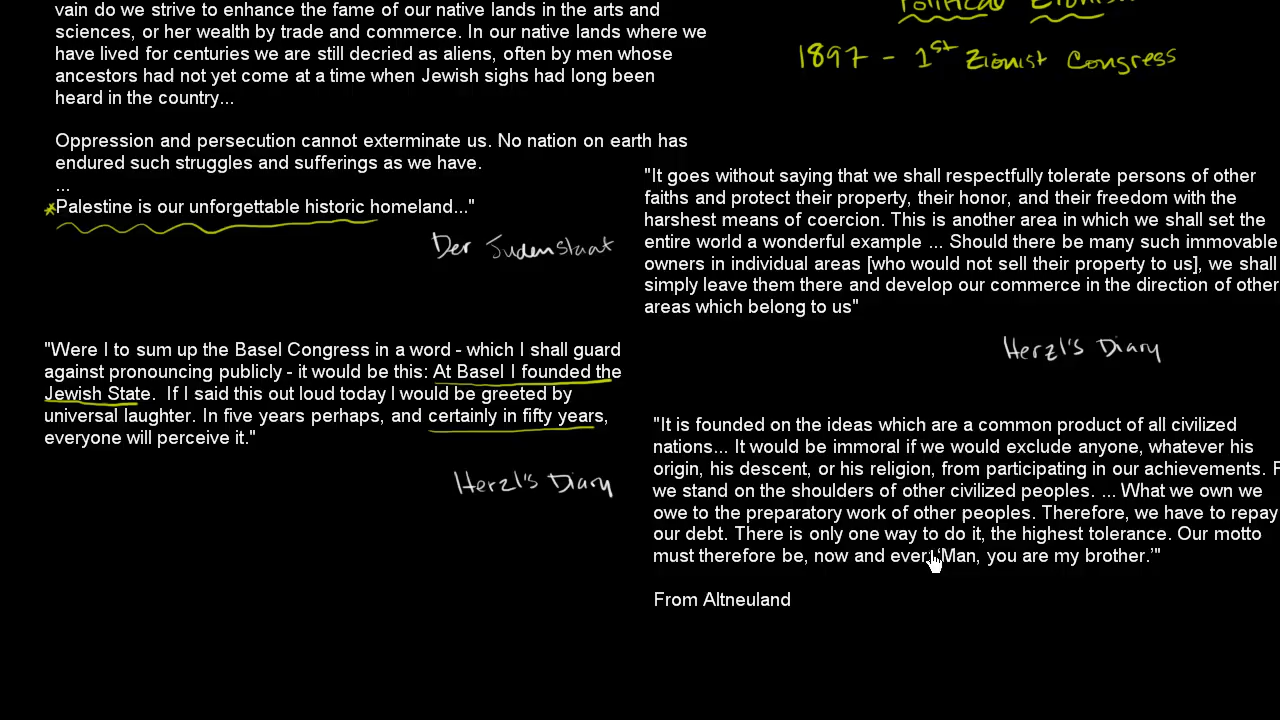 vain do we strive to enhance the fame of our native lands in the arts and
sciences, or her wealth by trade and commerce. In our native lands where we
have lived for centuries we are still decried as aliens, often by men whose
ancestors had not yet come at a time when Jewish sighs had long been
heard in the country...
Oppression and persecution cannot exterminate us. No nation on earth has
endured such struggles and sufferings as we have.
...
*Palestine is our unforgettable historic homeland..."
Der Judenstaat
"Were I to sum up the Basel Congress in a word - which I shall guard
against pronouncing publicly - it would be this: At Basel I founded the
Jewish State.  If I said this out loud today I would be greeted by
universal laughter. In five years perhaps, and certainly in fifty years,
everyone will perceive it."
Herzl's Diary
Political Zionism
1897 - 1st Zionist Congress
"It goes without saying that we shall respectfully tolerate persons of other
faiths and protect their property, their honor, and their freedom with the
harshest means of coercion. This is another area in which we shall set the
entire world a wonderful example ... Should there be many such immovable
owners in individual areas [who would not sell their property to us], we shall
simply leave them there and develop our commerce in the direction of other
areas which belong to us"
Herzl's Diary
"It is founded on the ideas which are a common product of all civilized
nations... It would be immoral if we would exclude anyone, whatever his
origin, his descent, or his religion, from participating in our achievements.
we stand on the shoulders of other civilized peoples. ... What we own we
owe to the preparatory work of other peoples. Therefore, we have to repay
our debt. There is only one way to do it, the highest tolerance. Our motto
must therefore be, now and ever: 'Man, you are my brother.'"
From Altneuland